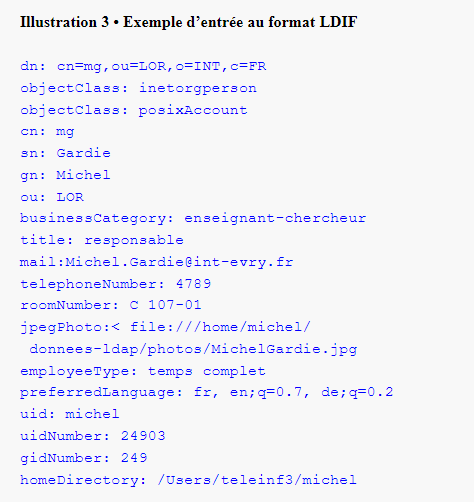 Illustration 3 • Exemple d’entrée au format LDIF
dn: cn=mg,ou=LOR,o=INT,c=FR
objectClass: inetorgperson
objectClass: posixAccount
cn: mg
sn: Gardie
gn: Michel
ou: LOR
businessCategory: enseignant-chercheur
title: responsable
mail:Michel.Gardie@int-evry.fr
telephoneNumber: 4789
roomNumber: C 107-01
jpegPhoto:< file:///home/michel/
 donnees-ldap/photos/MichelGardie.jpg
employeeType: temps complet
preferredLanguage: fr, en;q=0.7, de;q=0.2
uid: michel
uidNumber: 24903
gidNumber: 249
homeDirectory: /Users/teleinf3/michel